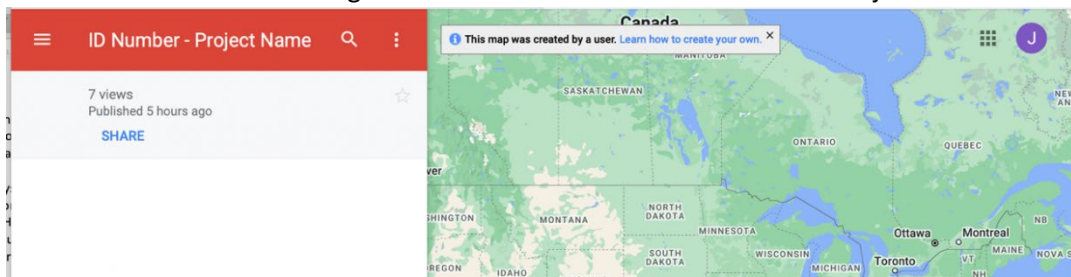 ID Number - Project Name
7 views
Published 5 hours ago
SHARE
Canada
This map was created by a user. Learn how to create your own. ×
J
MANITOBA
SASKATCHEWAN
ONTARIO
QUEBEC
NORTH
DAKOTA
MONTANA
MINNESOTA
SOUTH
DAKOTA
WISCONSIN
MICHIGAN
IDAHO
Ottawa
Montreal
Toronto
VT
MAINE
NH
NB